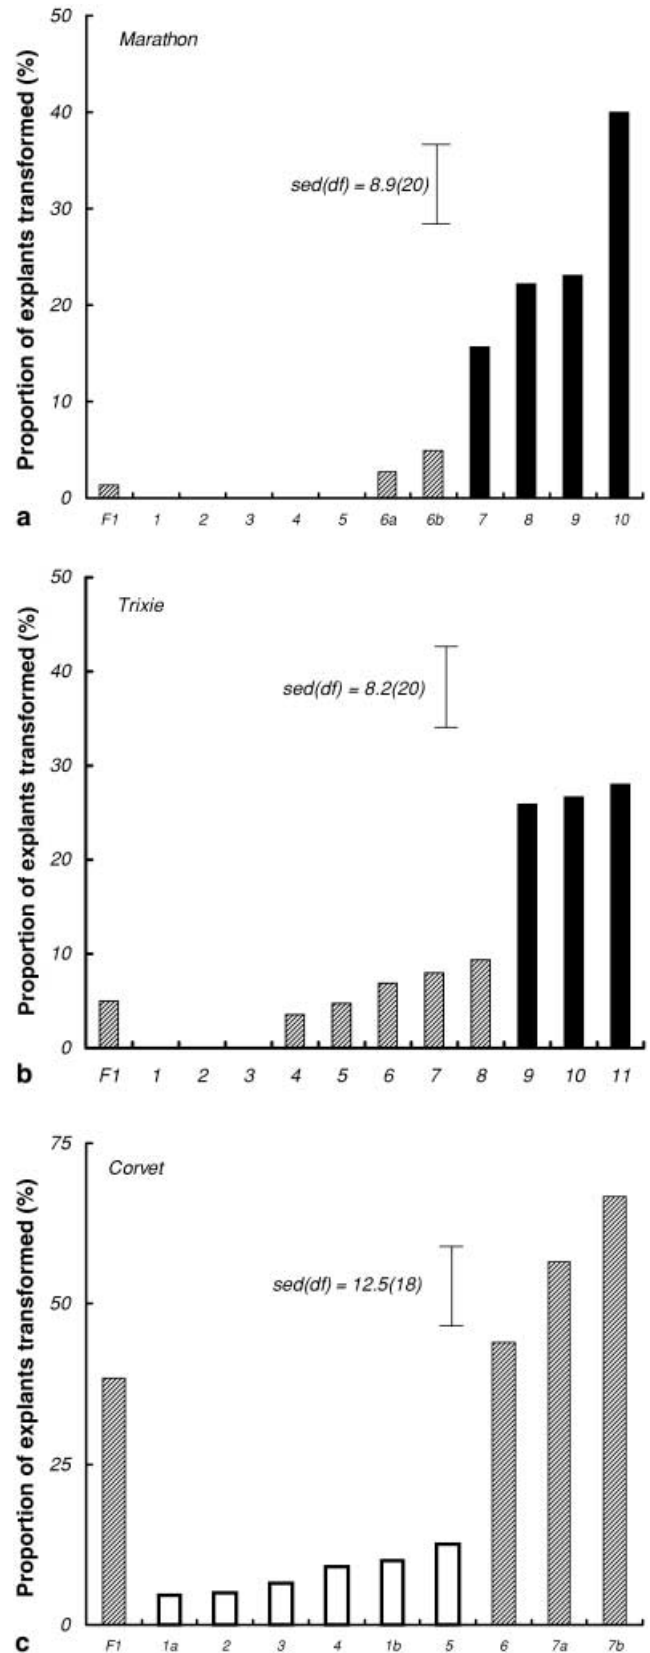 Proportion of explants transformed (%)
50
40
30
20
10
0
Marathon
sed(df) = 8.9(20)
F1 1 2 3 4 5 6a 6b 7 8 9 10
a
Proportion of explants transformed (%)
50
40
30
20
10
0
Trixie
sed(df) = 8.2(20)
F1 1 2 3 4 5 6 7 8 9 10 11
b
Proportion of explants transformed (%)
75
50
25
0
Corvet
sed(df) = 12.5(18)
F1 1a 2 3 4 1b 5 6 7a 7b
c